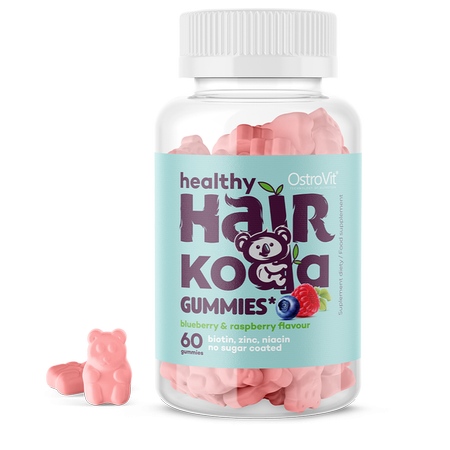 healthy
OstroVit®
HaiR
KOala
GUMMIES*
blueberry & raspberry flavour
60
gummies
biotin, zinc, niacin
no sugar coated
Suplement diety / Food supplement